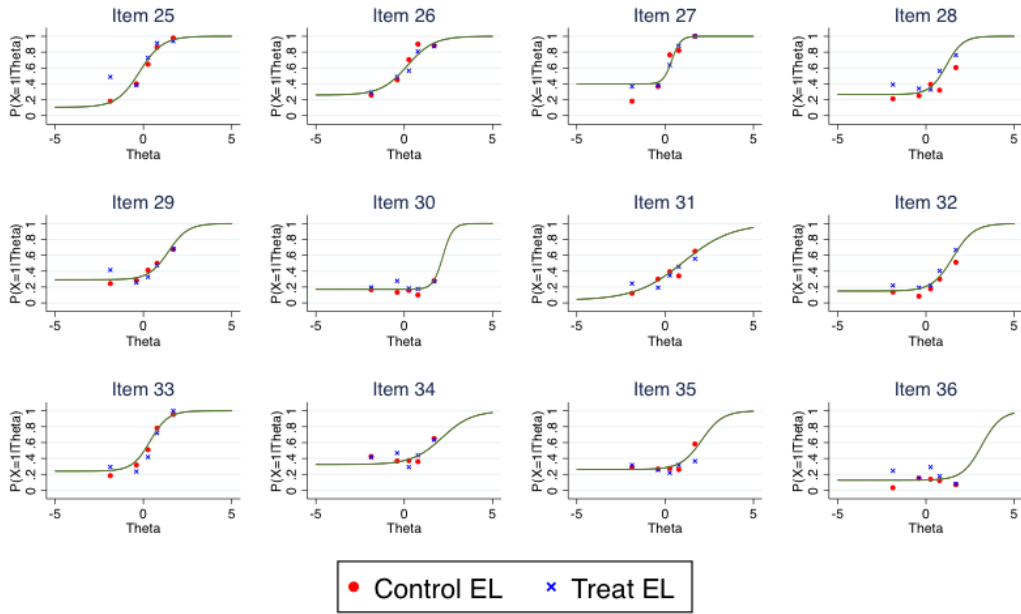 Item 25 Item 26 Item 27 Item 28
P(X=1|Theta) 0 .2 .4 .6 .8 1 P(X=1|Theta) 0 .2 .4 .6 .8 1 P(X=1|Theta) 0 .2 .4 .6 .8 1 P(X=1|Theta) 0 .2 .4 .6 .8 1
-5 0 5 -5 0 5 -5 0 5 -5 0 5
Theta Theta Theta Theta
Item 29 Item 30 Item 31 Item 32
P(X=1|Theta) 0 .2 .4 .6 .8 1 P(X=1|Theta) 0 .2 .4 .6 .8 1 P(X=1|Theta) 0 .2 .4 .6 .8 1 P(X=1|Theta) 0 .2 .4 .6 .8 1
-5 0 5 -5 0 5 -5 0 5 -5 0 5
Theta Theta Theta Theta
Item 33 Item 34 Item 35 Item 36
P(X=1|Theta) 0 .2 .4 .6 .8 1 P(X=1|Theta) 0 .2 .4 .6 .8 1 P(X=1|Theta) 0 .2 .4 .6 .8 1 P(X=1|Theta) 0 .2 .4 .6 .8 1
-5 0 5 -5 0 5 -5 0 5 -5 0 5
Theta Theta Theta Theta
Control EL Treat EL